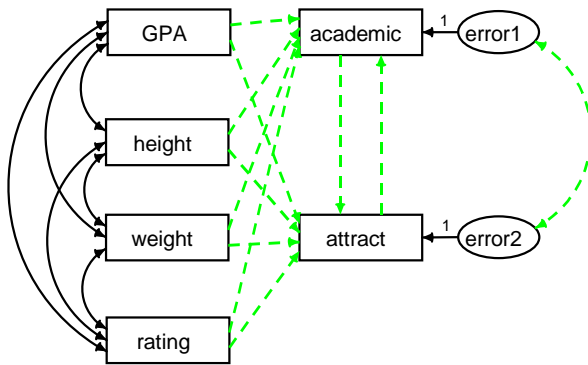 GPA
academic
1
error1
height
weight
attract
1
error2
rating